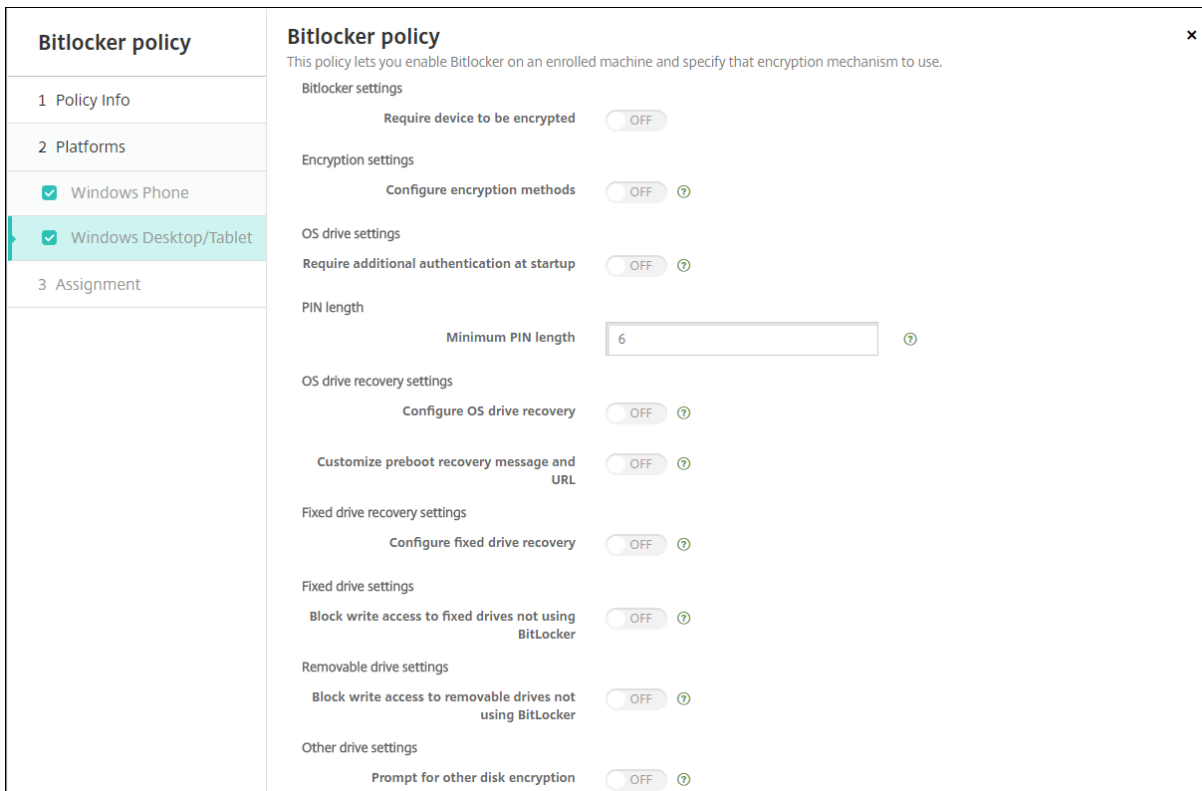 Bitlocker policy
1 Policy Info
2 Platforms
Windows Phone
Windows Desktop/Tablet
3 Assignment
Bitlocker policy
×
This policy lets you enable Bitlocker on an enrolled machine and specify that encryption mechanism to use.
Bitlocker settings
Require device to be encrypted OFF
Encryption settings
Configure encryption methods OFF ?
OS drive settings
Require additional authentication at startup OFF ?
PIN length
Minimum PIN length 6 ?
OS drive recovery settings
Configure OS drive recovery OFF ?
Customize preboot recovery message and OFF ?
URL
Fixed drive recovery settings
Configure fixed drive recovery OFF ?
Fixed drive settings
Block write access to fixed drives not using OFF ?
BitLocker
Removable drive settings
Block write access to removable drives not OFF ?
using BitLocker
Other drive settings
Prompt for other disk encryption OFF ?